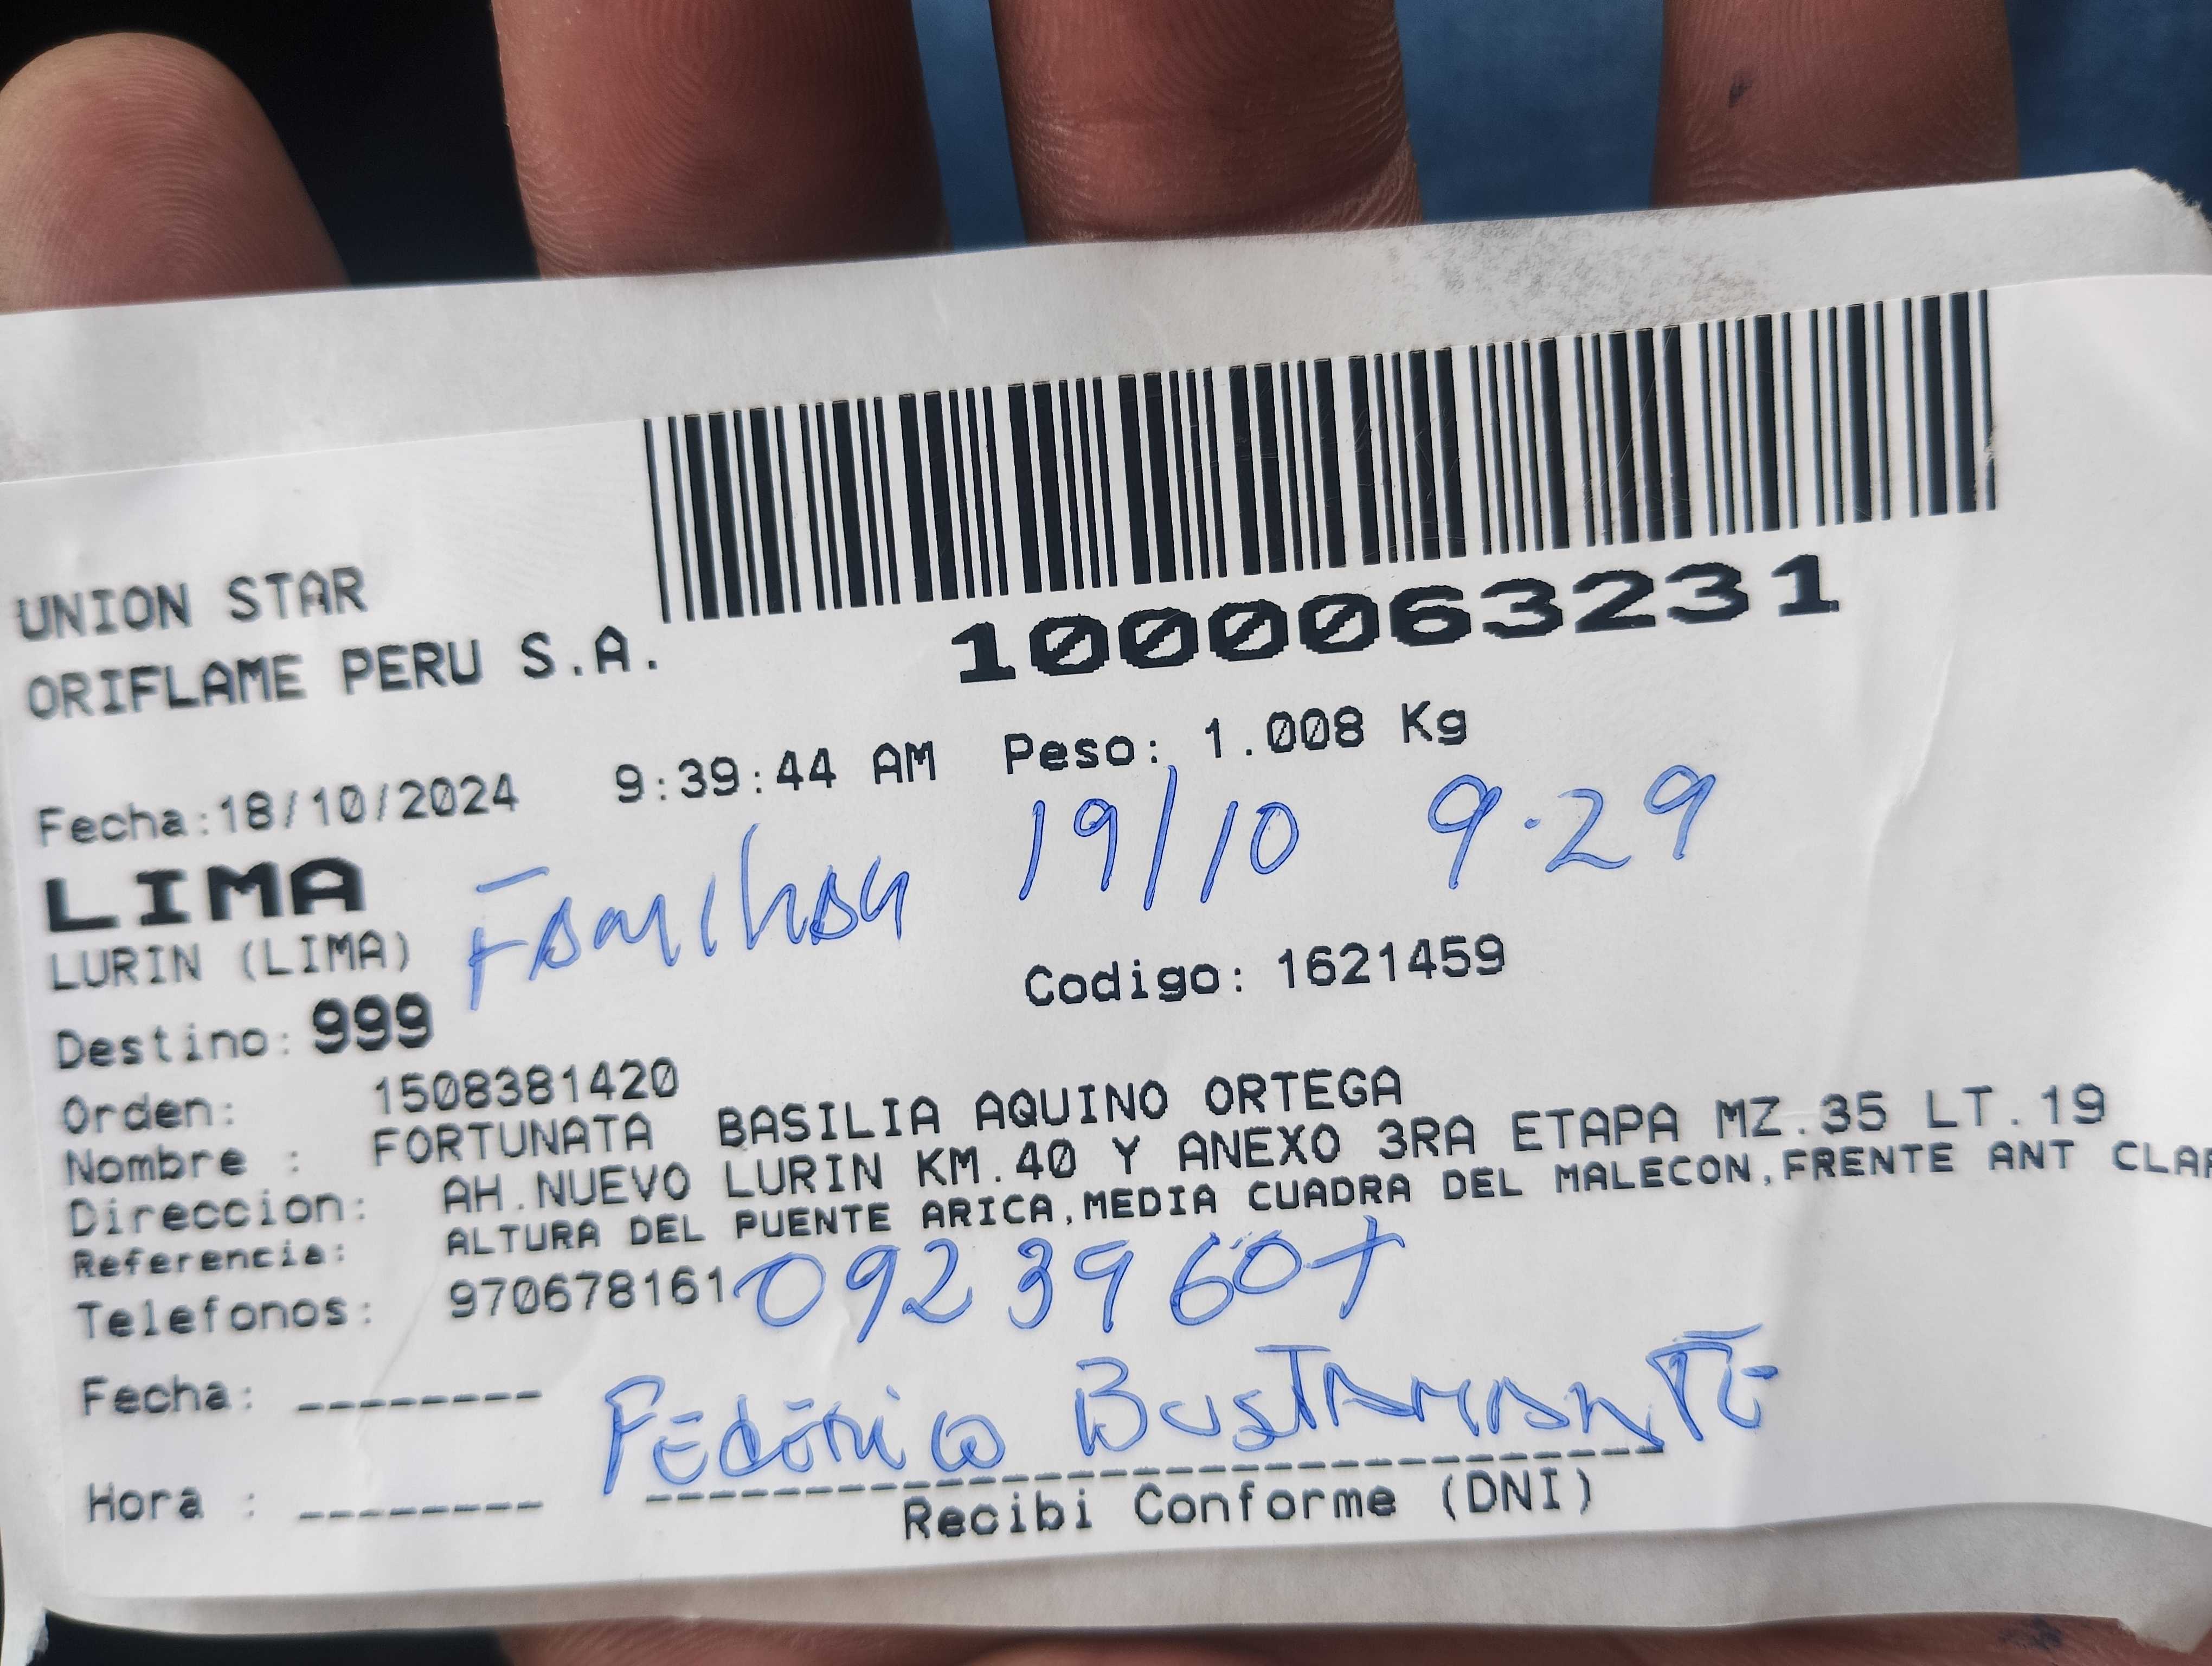 UNION STAR
ORIFLAME PERU S.A.
1000063231
Fecha:18/10/2024 9:39:44 AM Peso: 1.008 Kg
19/10 9.29
LIMA
LURIN (LIMA)
Codigo: 1621459
Destino: 999
Orden: 1508381420
Nombre : FORTUNATA BASILIA AQUINO ORTEGA
Direccion: AH.NUEVO LURIN KM.40 Y ANEXO 3RA ETAPA MZ.35 LT.19
Referencia: ALTURA DEL PUENTE ARICA,MEDIA CUADRA DEL MALECON,FRENTE ANT CLAR
Telefonos: 970678161
Fecha: --------
Federico BustAMANTE
Hora : --------
Recibi Conforme (DNI)